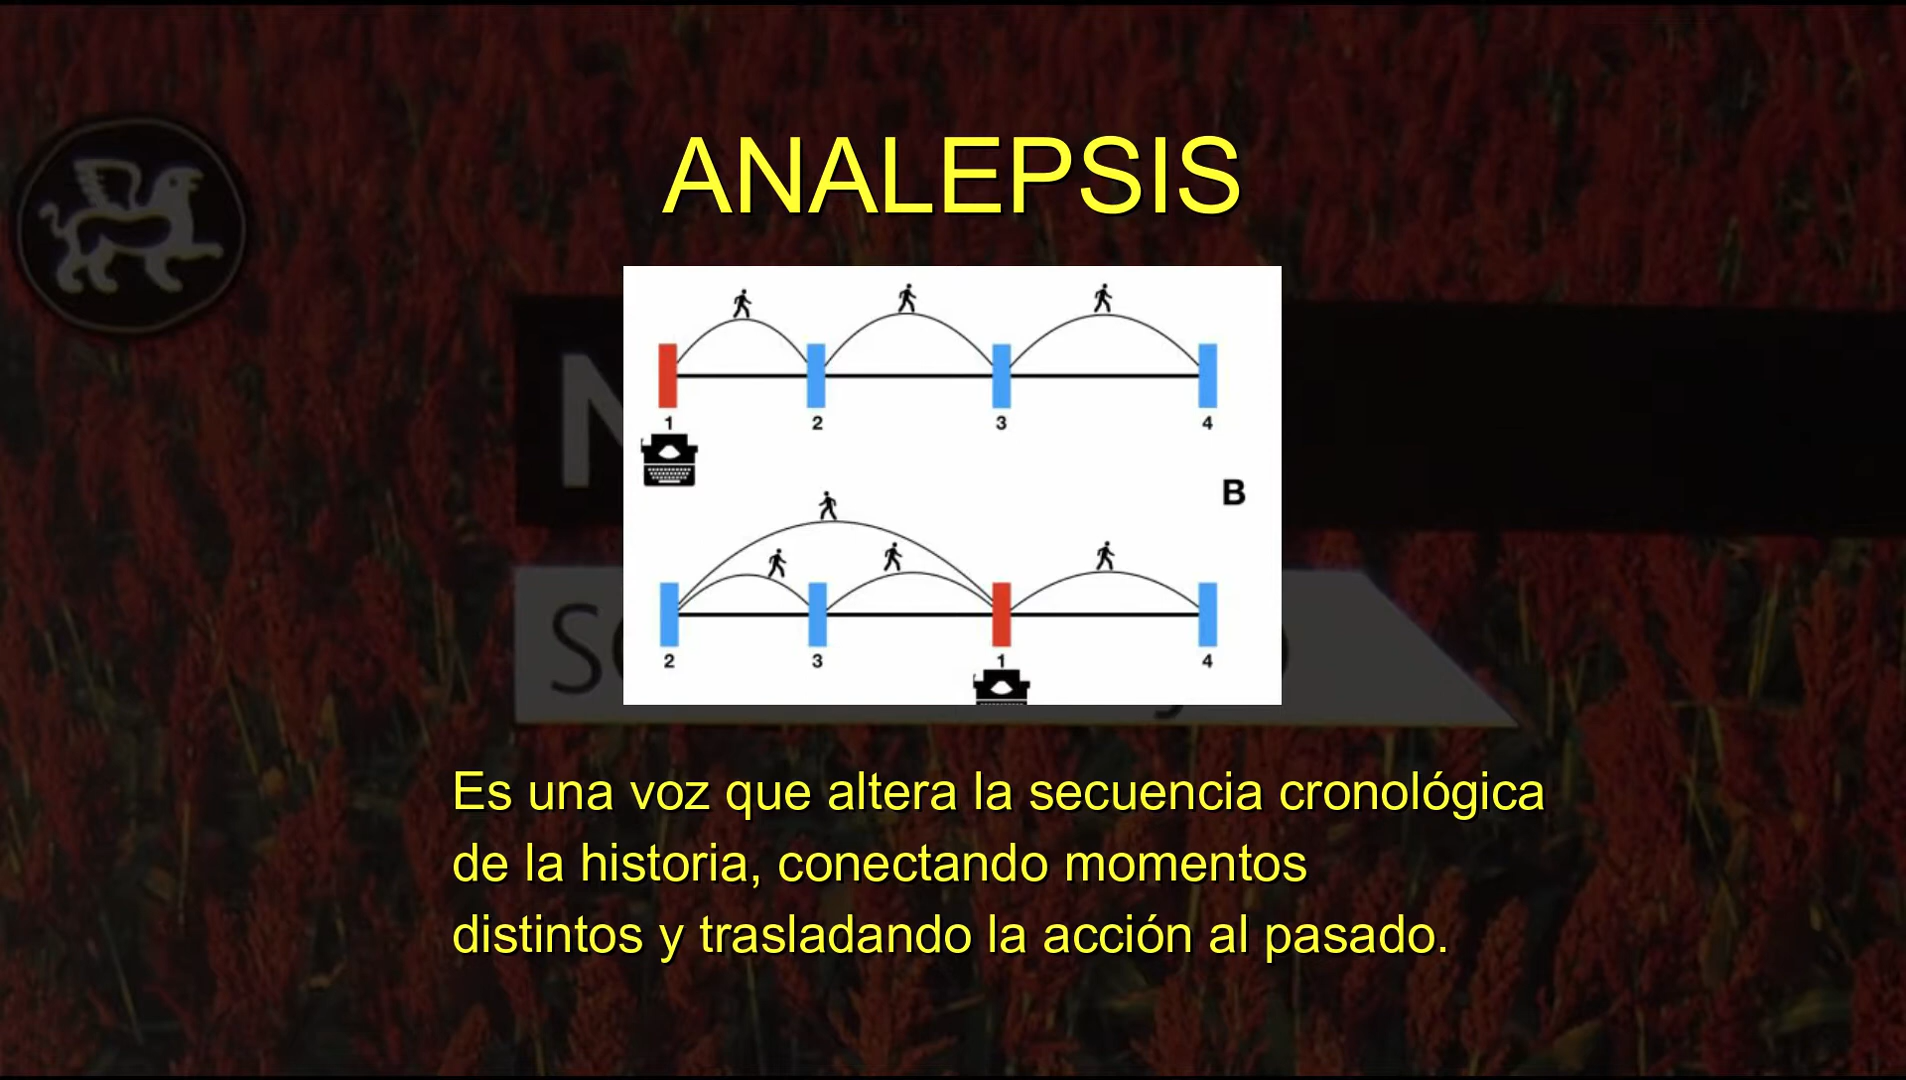 ANALEPSIS
1 2 3 4
B
2 3 1 4
Es una voz que altera la secuencia cronológica
de la historia, conectando momentos
distintos y trasladando la acción al pasado.